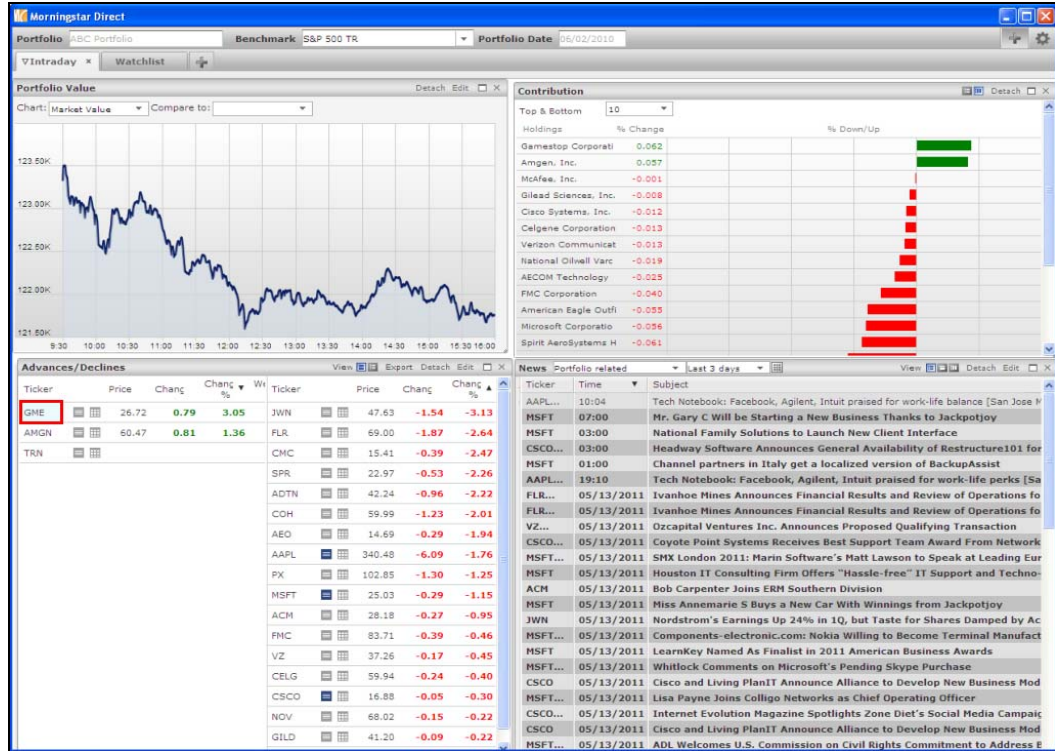 Morningstar Direct
Portfolio ABC Portfolio Benchmark S&P 500 TR Portfolio Date 06/02/2010
Intraday × Watchlist
Portfolio Value Detach Edit
Chart: Market Value Compare to:
123.50K
123.00K
122.50K
122.00K
121.50K
9:30 10:00 10:30 11:00 11:30 12:00 12:30 13:00 13:30 14:00 14:30 15:00 15:30 16:00
Contribution Detach
Top & Bottom 10
Holdings % Change % Down/Up
Gamestop Corporati 0.062
Amgen, Inc. 0.057
McAfee, Inc. -0.001
Gilead Sciences, Inc. -0.008
Cisco Systems, Inc. -0.012
Celgene Corporation -0.013
Verizon Communicat -0.013
National Oilwell Varc -0.019
AECOM Technology -0.025
FMC Corporation -0.040
American Eagle Outfi -0.055
Microsoft Corporatio -0.056
Spirit AeroSystems H -0.061
Advances/Declines View Export Detach Edit
Ticker Price Chang Chang % We
GME 26.72 0.79 3.05
AMGN 60.47 0.81 1.36
TRN
Ticker Price Chang Chang %
JWN 47.63 -1.54 -3.13
FLR 69.00 -1.87 -2.64
CMC 15.41 -0.39 -2.47
SPR 22.97 -0.53 -2.26
ADTN 42.24 -0.96 -2.22
COH 59.99 -1.23 -2.01
AEO 14.69 -0.29 -1.94
AAPL 340.48 -6.09 -1.76
PX 102.85 -1.30 -1.25
MSFT 25.03 -0.29 -1.15
ACM 28.18 -0.27 -0.95
FMC 83.71 -0.39 -0.46
VZ 37.26 -0.17 -0.45
CELG 59.94 -0.24 -0.40
CSCO 16.88 -0.05 -0.30
NOV 68.02 -0.15 -0.22
GILD 41.20 -0.09 -0.22
News Portfolio related Last 3 days View Detach Edit
Ticker Time Subject
AAPL... 10:04 Tech Notebook: Facebook, Agilent, Intuit praised for work-life balance [San Jose M
MSFT 07:00 Mr. Gary C Will be Starting a New Business Thanks to Jackpotjoy
MSFT 03:00 National Family Solutions to Launch New Client Interface
CSCO... 03:00 Headway Software Announces General Availability of Restructure101 for
MSFT 01:00 Channel partners in Italy get a localized version of BackupAssist
AAPL... 19:10 Tech Notebook: Facebook, Agilent, Intuit praised for work-life perks [Sa
FLR... 05/13/2011 Ivanhoe Mines Announces Financial Results and Review of Operations fo
FLR... 05/13/2011 Ivanhoe Mines Announces Financial Results and Review of Operations fo
VZ... 05/13/2011 Ozcapital Ventures Inc. Announces Proposed Qualifying Transaction
CSCO... 05/13/2011 Coyote Point Systems Receives Best Support Team Award From Network
MSFT... 05/13/2011 SMX London 2011: Marin Software's Matt Lawson to Speak at Leading Eur
MSFT 05/13/2011 Houston IT Consulting Firm Offers "Hassle-free" IT Support and Techno-
ACM 05/13/2011 Bob Carpenter Joins ERM Southern Division
MSFT 05/13/2011 Miss Annemarie S Buys a New Car With Winnings from Jackpotjoy
JWN 05/13/2011 Nordstrom's Earnings Up 24% in 1Q, but Taste for Shares Damped by Ac
MSFT... 05/13/2011 Components-electronic.com: Nokia Willing to Become Terminal Manufact
MSFT... 05/13/2011 LearnKey Named As Finalist in 2011 American Business Awards
MSFT... 05/13/2011 Whitlock Comments on Microsoft's Pending Skype Purchase
CSCO 05/13/2011 Cisco and Living PlanIT Announce Alliance to Develop New Business Mod
MSFT... 05/13/2011 Lisa Payne Joins Colligo Networks as Chief Operating Officer
CSCO... 05/13/2011 Internet Evolution Magazine Spotlights Zone Diet's Social Media Campaig
CSCO 05/13/2011 Cisco and Living PlanIT Announce Alliance to Develop New Business Mod
MSFT... 05/13/2011 ADL Welcomes U.S. Commission on Civil Rights Commitment to Address B